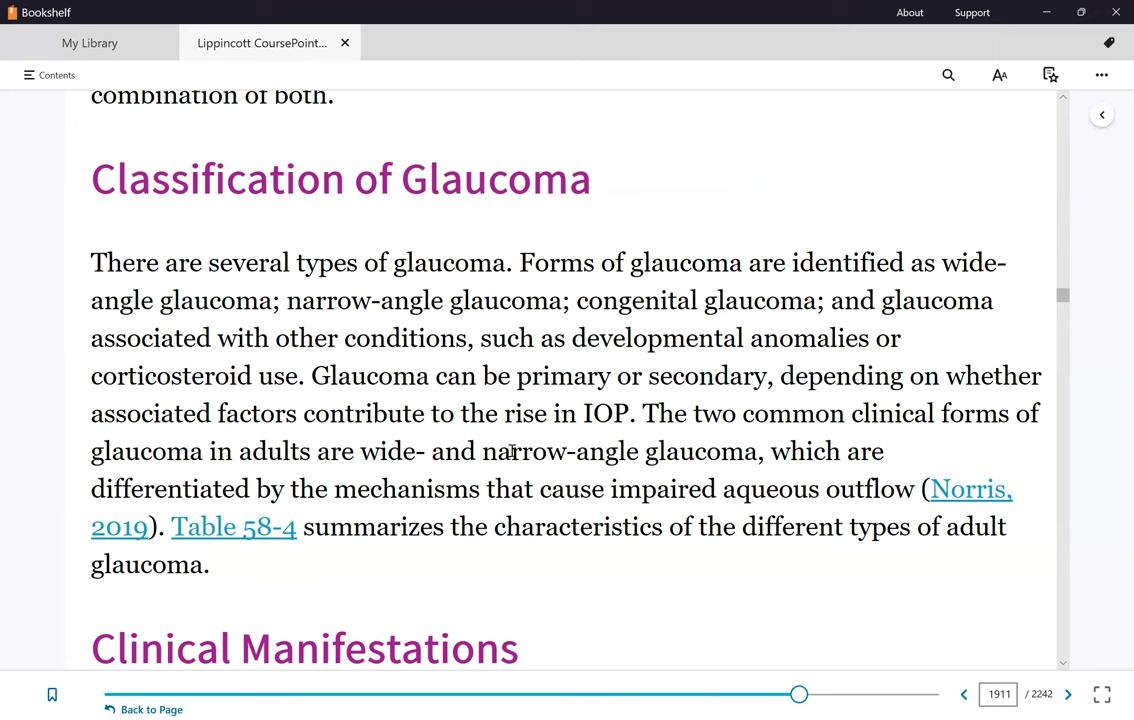 Bookshelf
About
Support
My Library
Lippincott CoursePoint...
Contents
combination of both.
Classification of Glaucoma
There are several types of glaucoma. Forms of glaucoma are identified as wide-
angle glaucoma; narrow-angle glaucoma; congenital glaucoma; and glaucoma
associated with other conditions, such as developmental anomalies or
corticosteroid use. Glaucoma can be primary or secondary, depending on whether
associated factors contribute to the rise in IOP. The two common clinical forms of
glaucoma in adults are wide- and narrow-angle glaucoma, which are
differentiated by the mechanisms that cause impaired aqueous outflow (Norris,
2019). Table 58-4 summarizes the characteristics of the different types of adult
glaucoma.
Clinical Manifestations
1911 / 2242
Back to Page